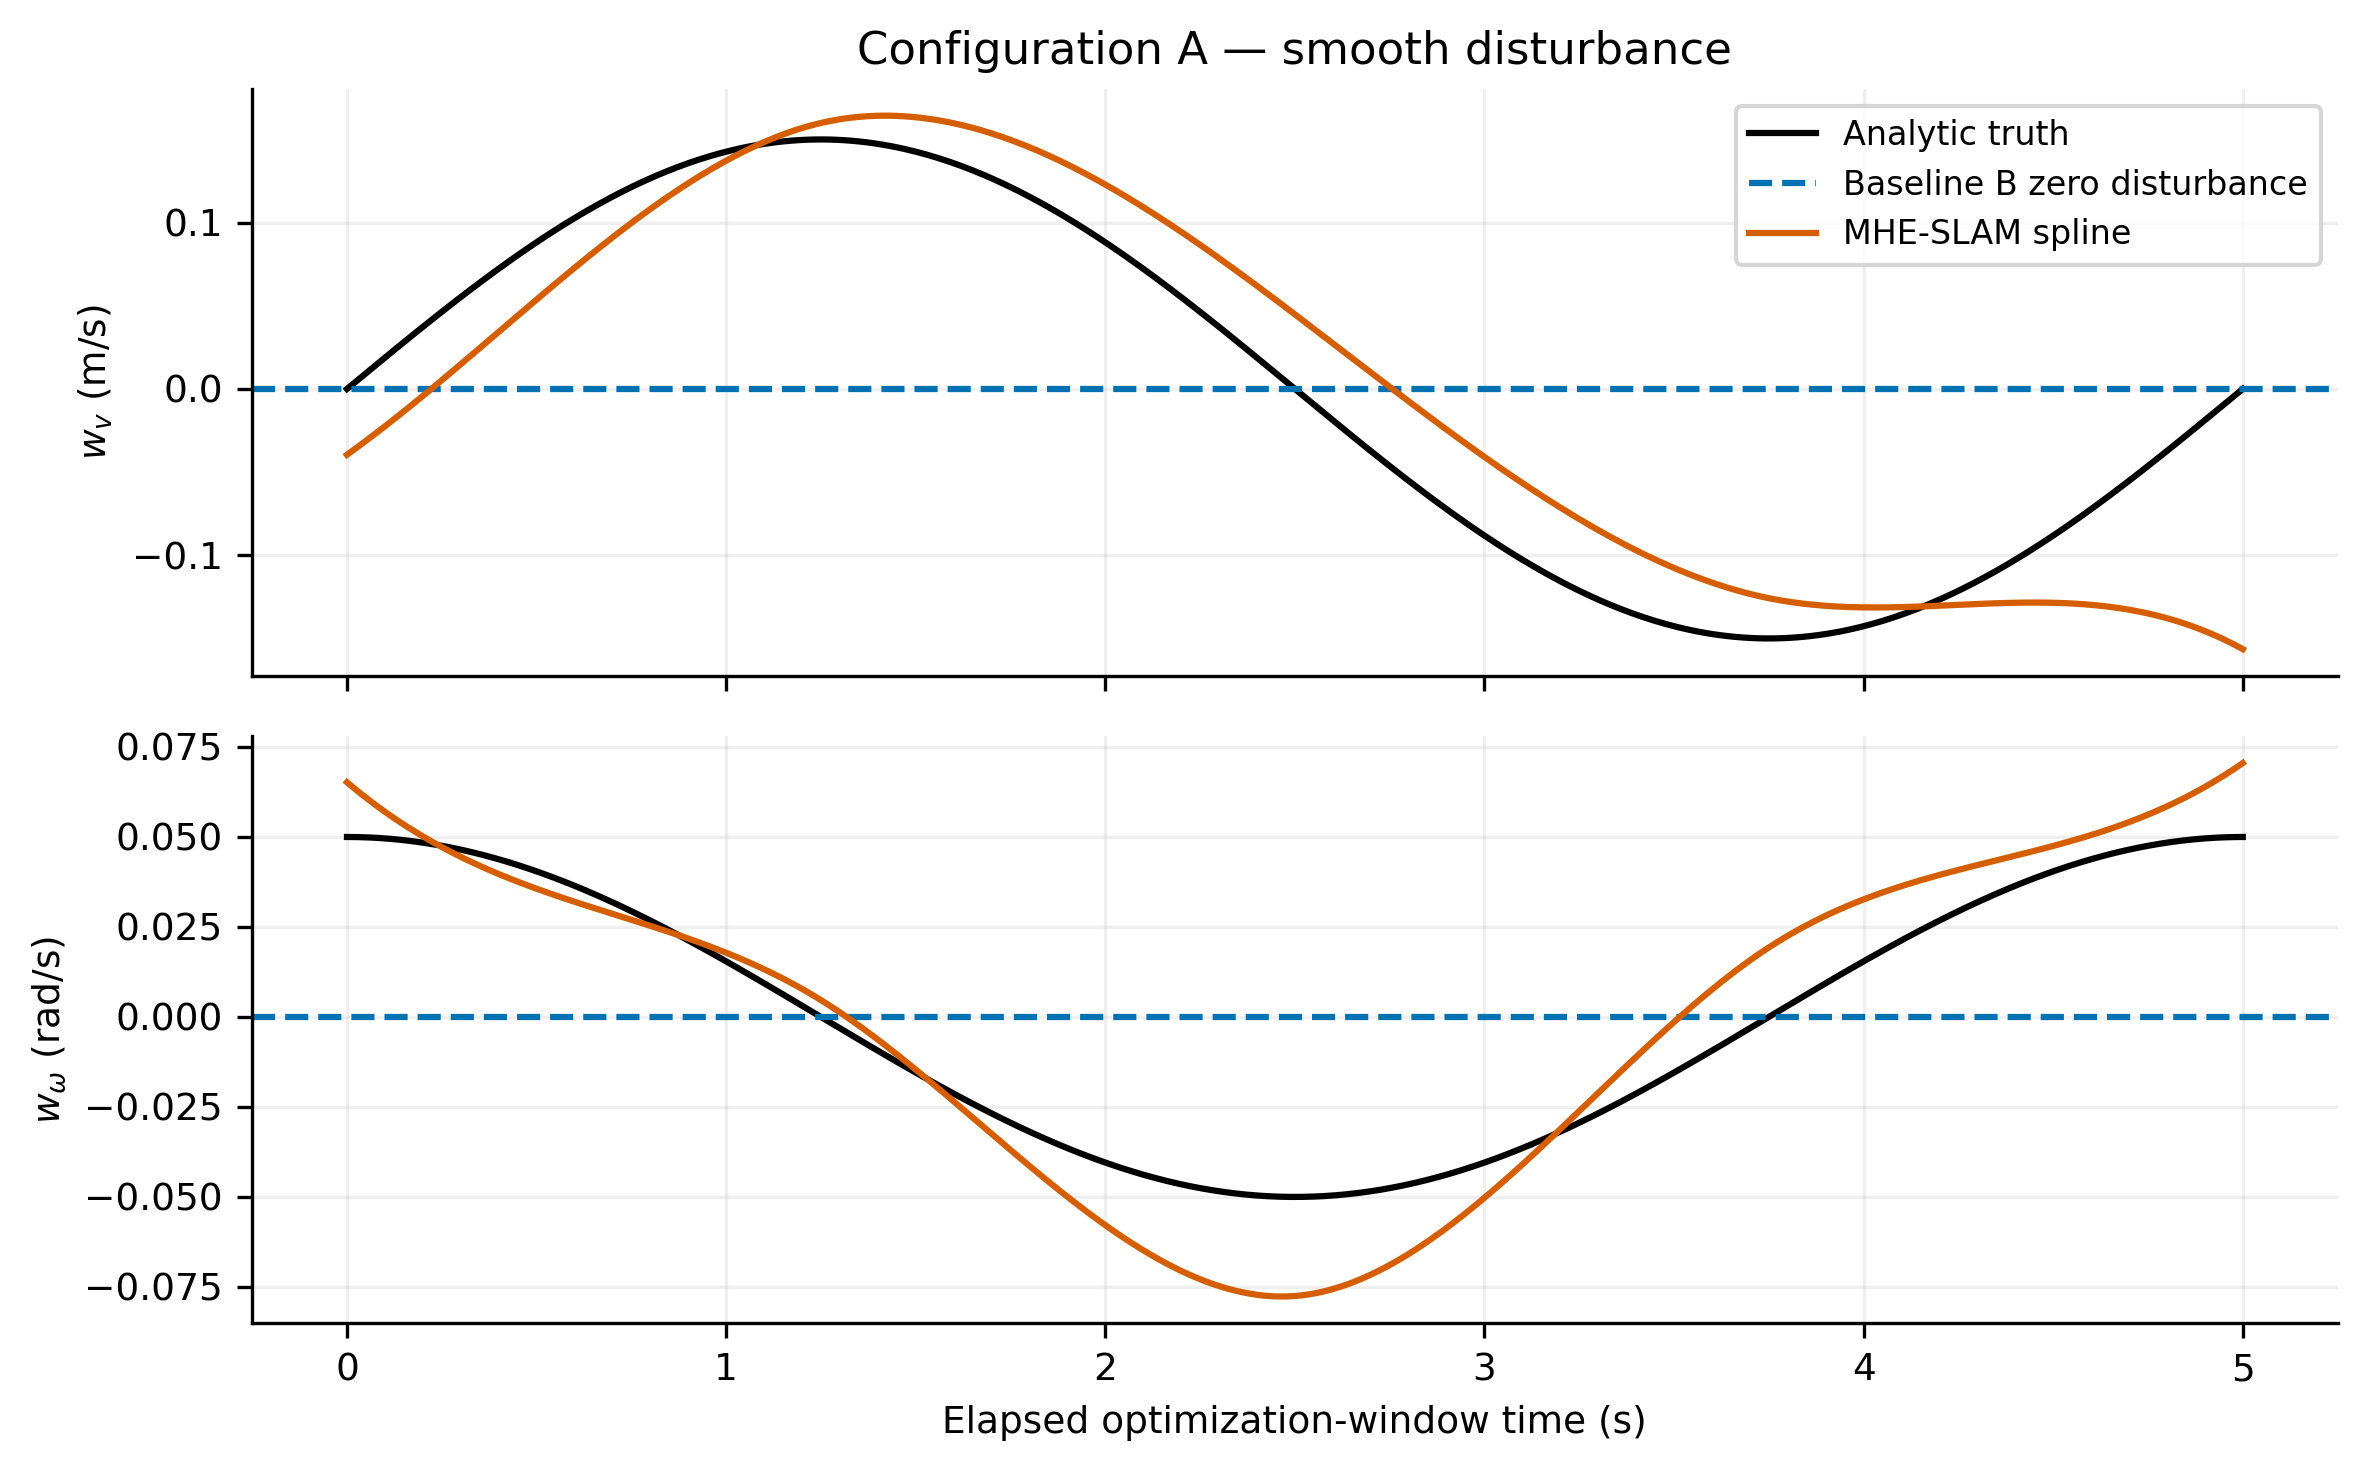 Configuration A — smooth disturbance
Analytic truth
Baseline B zero disturbance
MHE-SLAM spline
w_v (m/s)
0.1
0.0
−0.1
w_ω (rad/s)
0.075
0.050
0.025
0.000
−0.025
−0.050
−0.075
0 1 2 3 4 5
Elapsed optimization-window time (s)